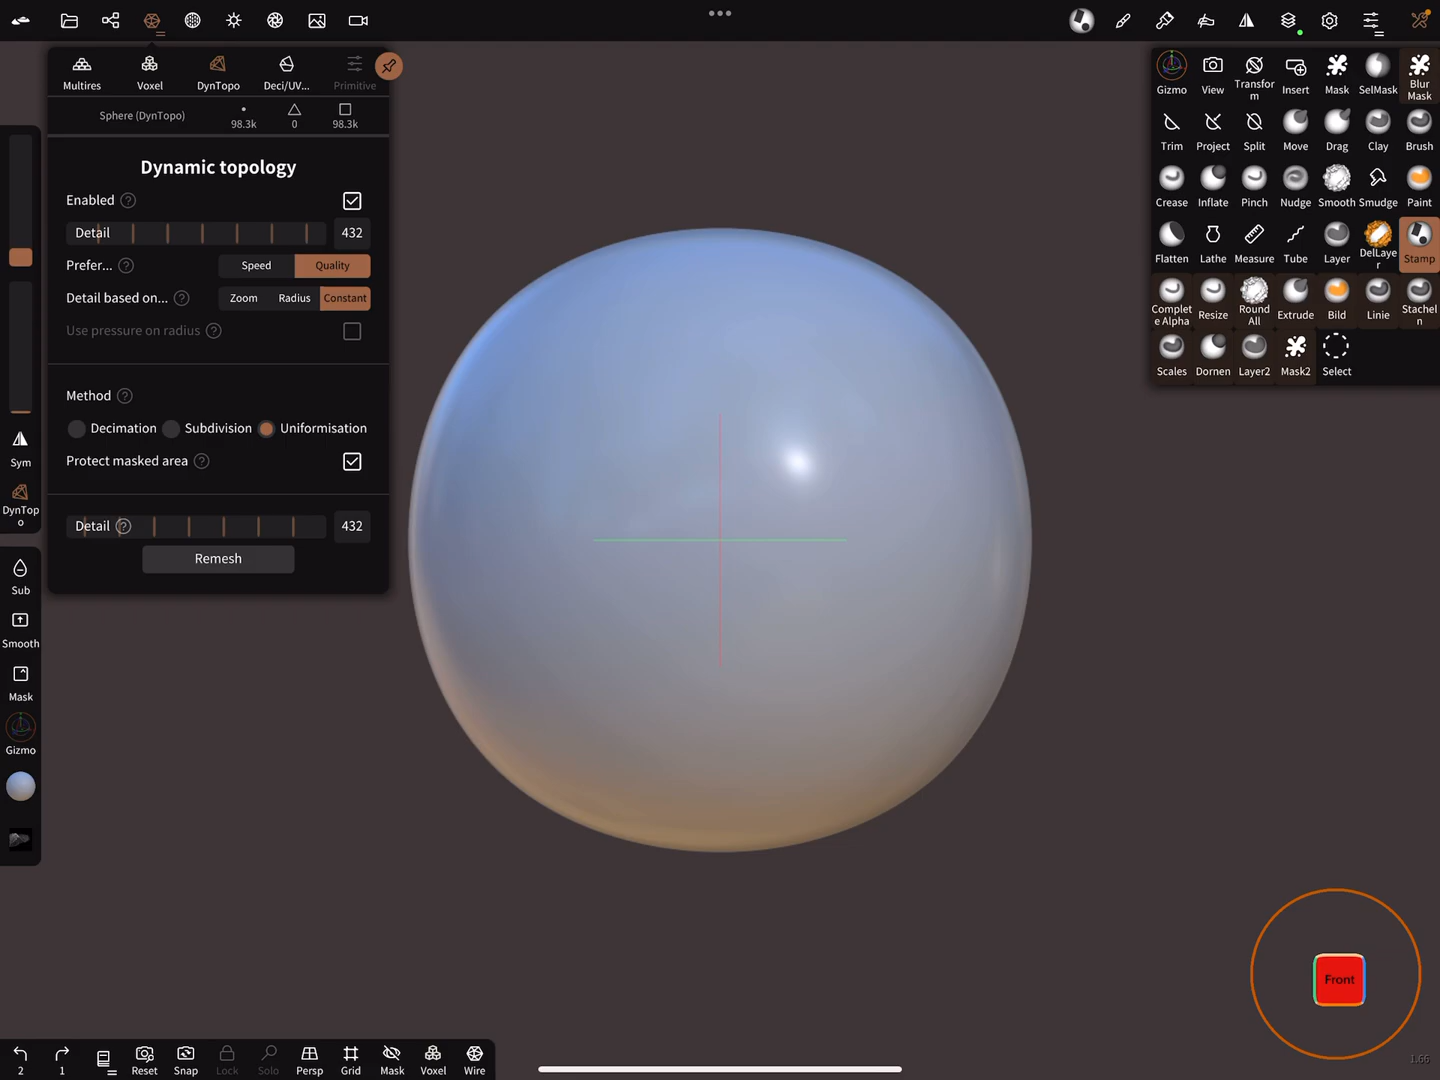 Multires
Voxel
DynTopo
Deci/UV...
Primitive
Sphere (DynTopo)
98.3k
0
98.3k
Dynamic topology
Enabled ?
Detail 432
Prefer... ? Speed Quality
Detail based on... ? Zoom Radius Constant
Use pressure on radius ?
Method ?
Decimation Subdivision Uniformisation
Protect masked area ?
Detail ? 432
Remesh
Sym
DynTop
o
Sub
Smooth
Mask
Gizmo
Gizmo View Transfor
m
Insert Mask SelMask Blur
Mask
Trim Project Split Move Drag Clay Brush
Crease Inflate Pinch Nudge Smooth Smudge Paint
Flatten Lathe Measure Tube Layer DelLaye
r
Stamp
Complet
e Alpha
Resize Round
All
Extrude Bild Linie Stachel
n
Scales Dornen Layer2 Mask2 Select
Front
2 1 Reset Snap Lock Solo Persp Grid Mask Voxel Wire
1.66